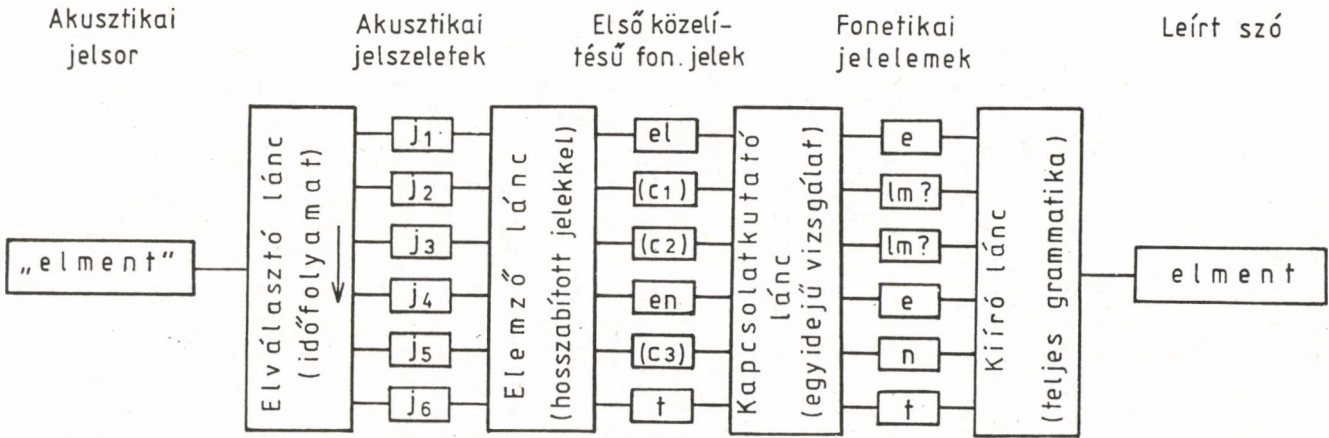 Akusztikai
jelsor
Akusztikai
jelszeletek
Első közelí-
tésű fon. jelek
Fonetikai
jelelemek
Leírt szó
„elment”
Elválasztó lánc
(időfolyamat)
j1
j2
j3
j4
j5
j6
Elemző lánc
(hosszabított jelekkel)
el
(c1)
(c2)
en
(c3)
t
Kapcsolatkutató
lánc
(egyidejű vizsgálat)
e
lm?
lm?
e
n
t
Kiíró lánc
(teljes grammatika)
elment